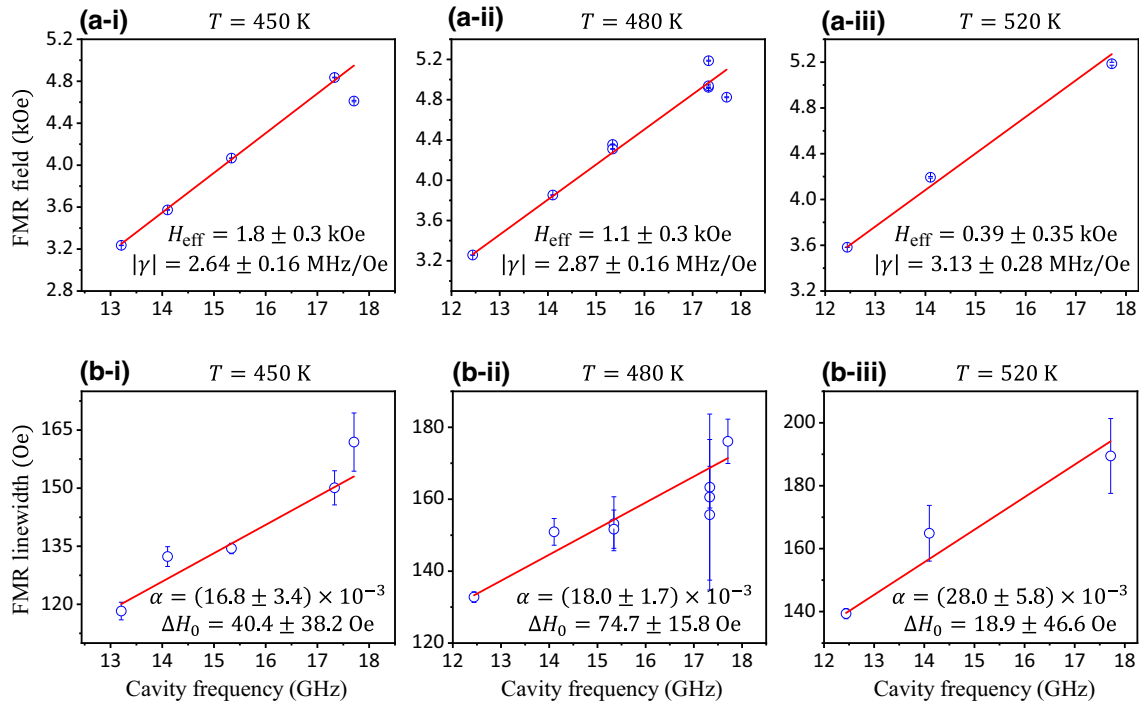 (a-i) T = 450 K
FMR field (kOe)
5.2
4.8
4.4
4.0
3.6
3.2
2.8
H_eff = 1.8 ± 0.3 kOe
|γ| = 2.64 ± 0.16 MHz/Oe
13 14 15 16 17 18
(a-ii) T = 480 K
5.2
4.8
4.4
4.0
3.6
3.2
H_eff = 1.1 ± 0.3 kOe
|γ| = 2.87 ± 0.16 MHz/Oe
12 13 14 15 16 17 18
(a-iii) T = 520 K
5.2
4.8
4.4
4.0
3.6
3.2
H_eff = 0.39 ± 0.35 kOe
|γ| = 3.13 ± 0.28 MHz/Oe
12 13 14 15 16 17 18
(b-i) T = 450 K
FMR linewidth (Oe)
165
150
135
120
α = (16.8 ± 3.4) × 10⁻³
ΔH₀ = 40.4 ± 38.2 Oe
13 14 15 16 17 18
Cavity frequency (GHz)
(b-ii) T = 480 K
180
160
140
120
α = (18.0 ± 1.7) × 10⁻³
ΔH₀ = 74.7 ± 15.8 Oe
12 13 14 15 16 17 18
Cavity frequency (GHz)
(b-iii) T = 520 K
200
180
160
140
α = (28.0 ± 5.8) × 10⁻³
ΔH₀ = 18.9 ± 46.6 Oe
12 13 14 15 16 17 18
Cavity frequency (GHz)